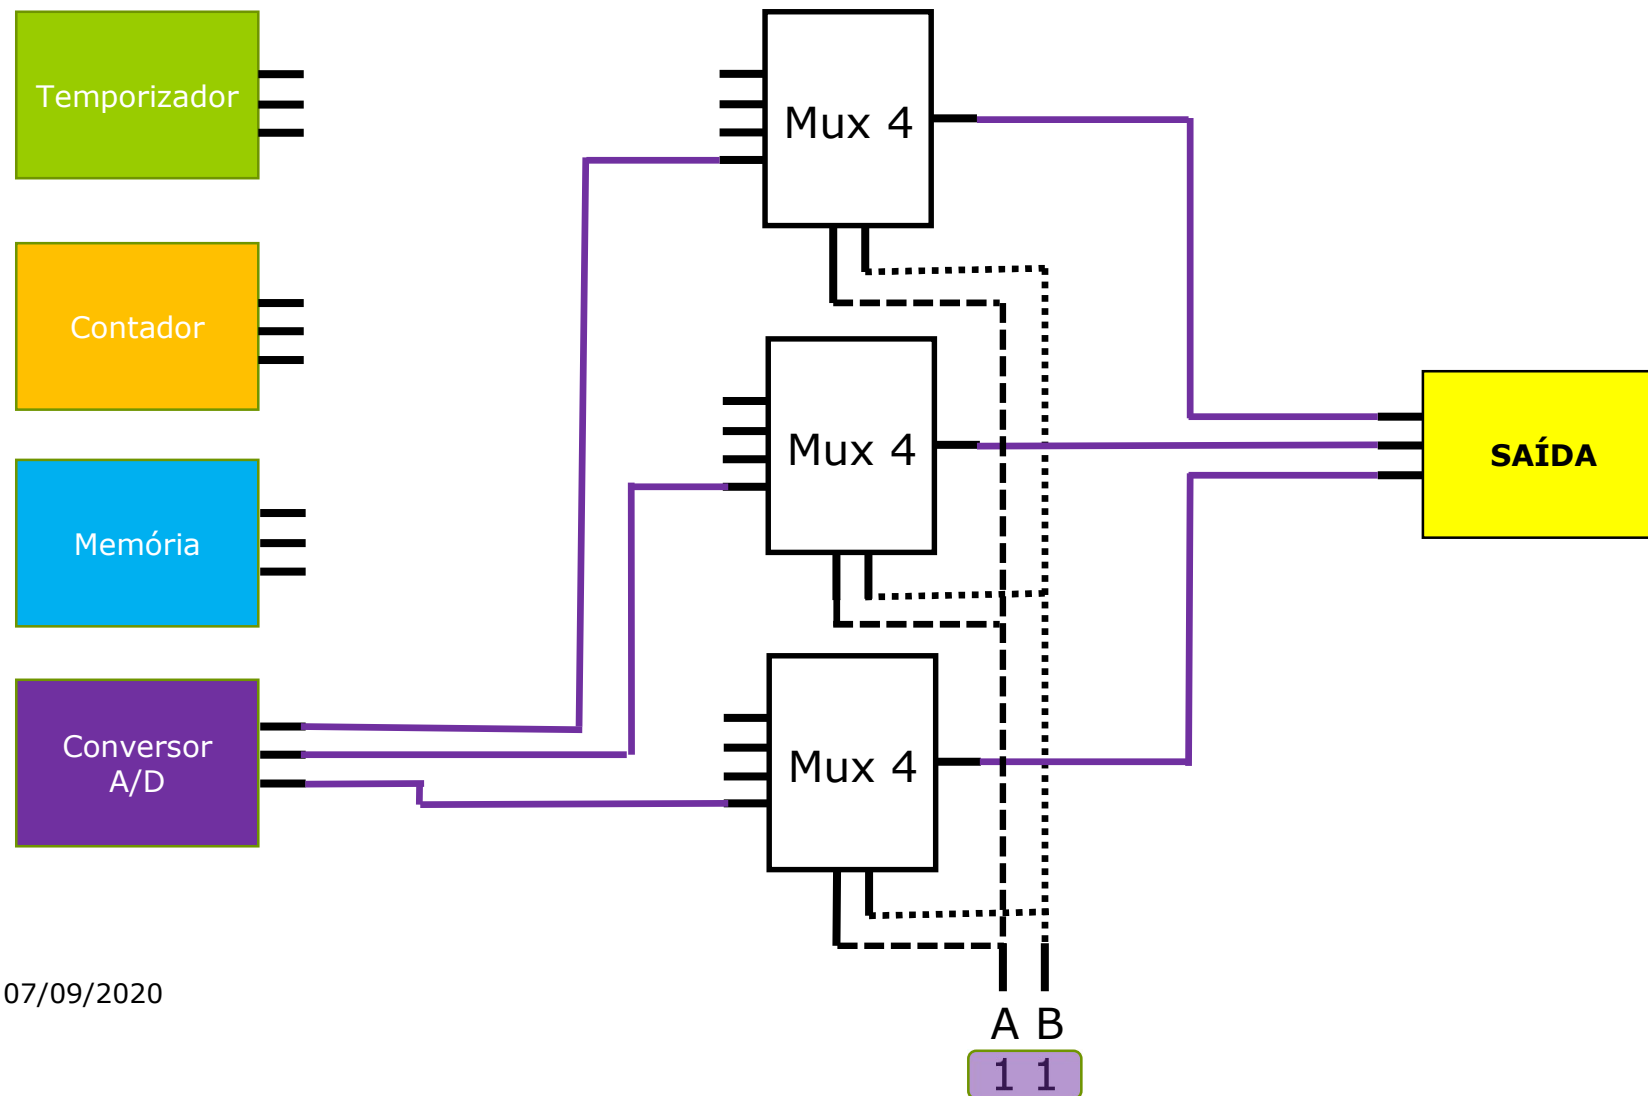 Temporizador
Mux 4
Contador
Mux 4
SAÍDA
Memória
Conversor
A/D
Mux 4
07/09/2020
A B
1 1